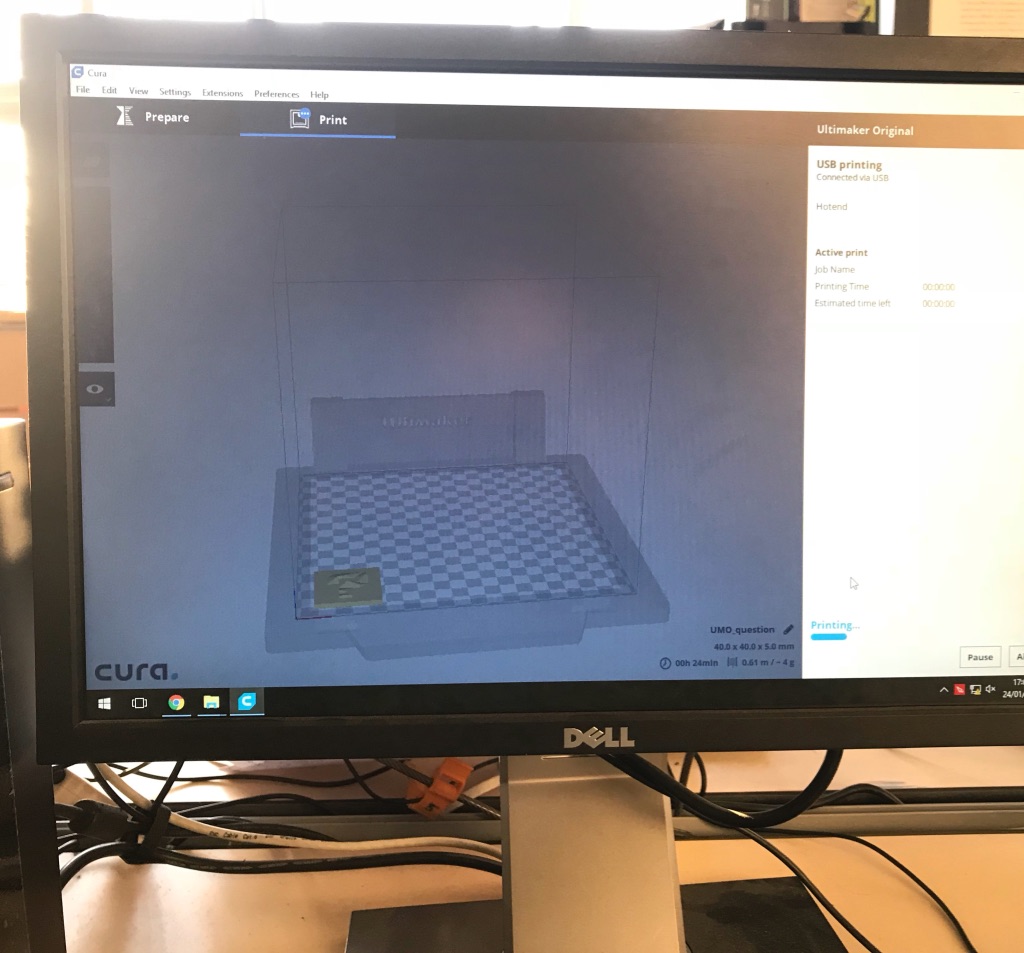 Cura
File Edit View Settings Extensions Preferences Help
Prepare
Print
Ultimaker Original
USB printing
Connected via USB
Hotend
Active print
Job Name
Printing Time 00:00:00
Estimated time left 00:00:00
Ultimaker
UMO_question
40.0 x 40.0 x 5.0 mm
00h 24min 0.61 m / ~ 4 g
Printing...
Pause
cura.
24/01/
DELL